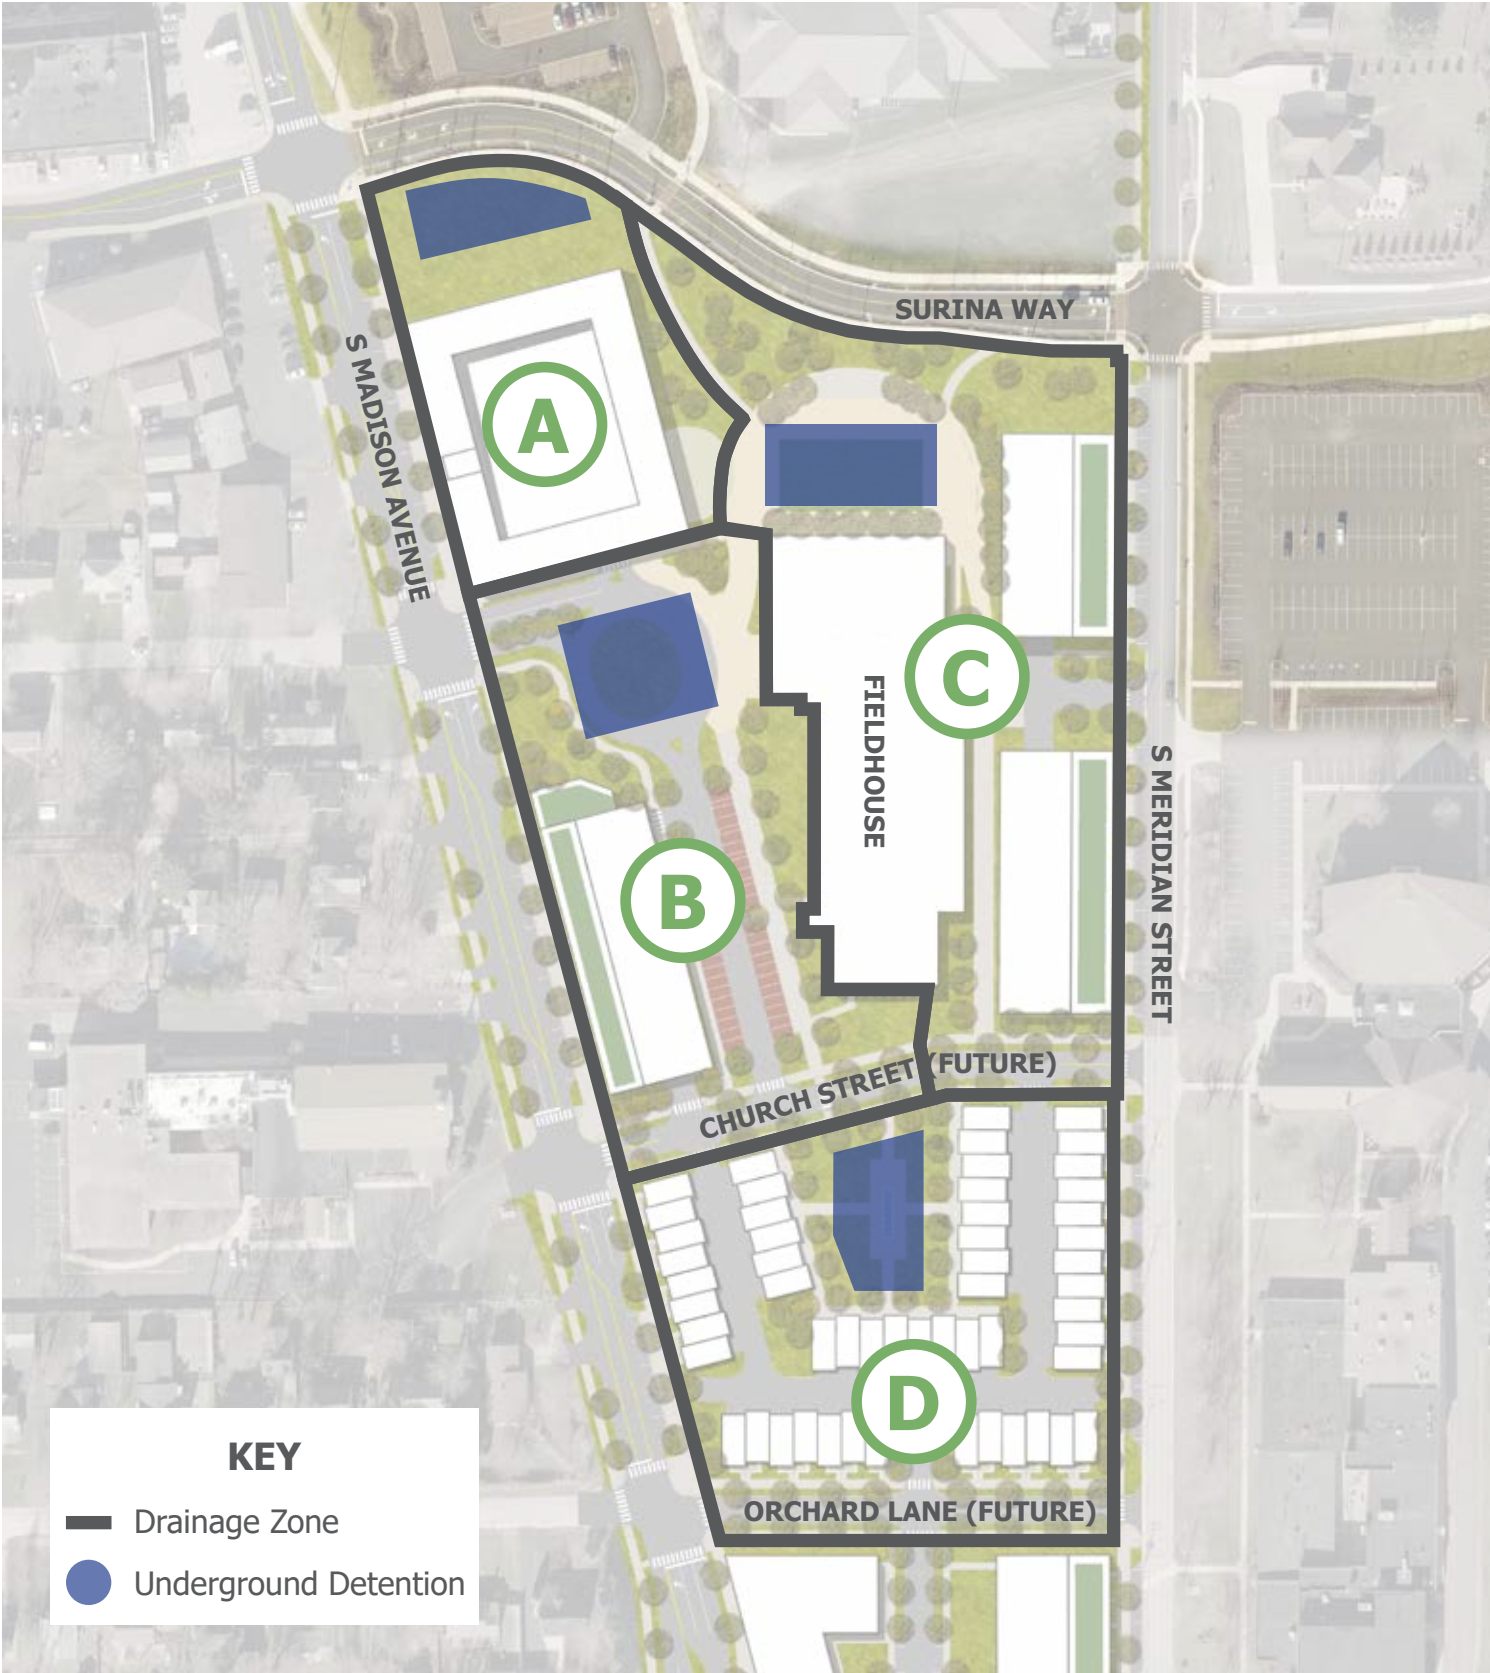 SURINA WAY
S MADISON AVENUE
A
C
FIELDHOUSE
S MERIDIAN STREET
B
CHURCH STREET (FUTURE)
D
ORCHARD LANE (FUTURE)
KEY
Drainage Zone
Underground Detention